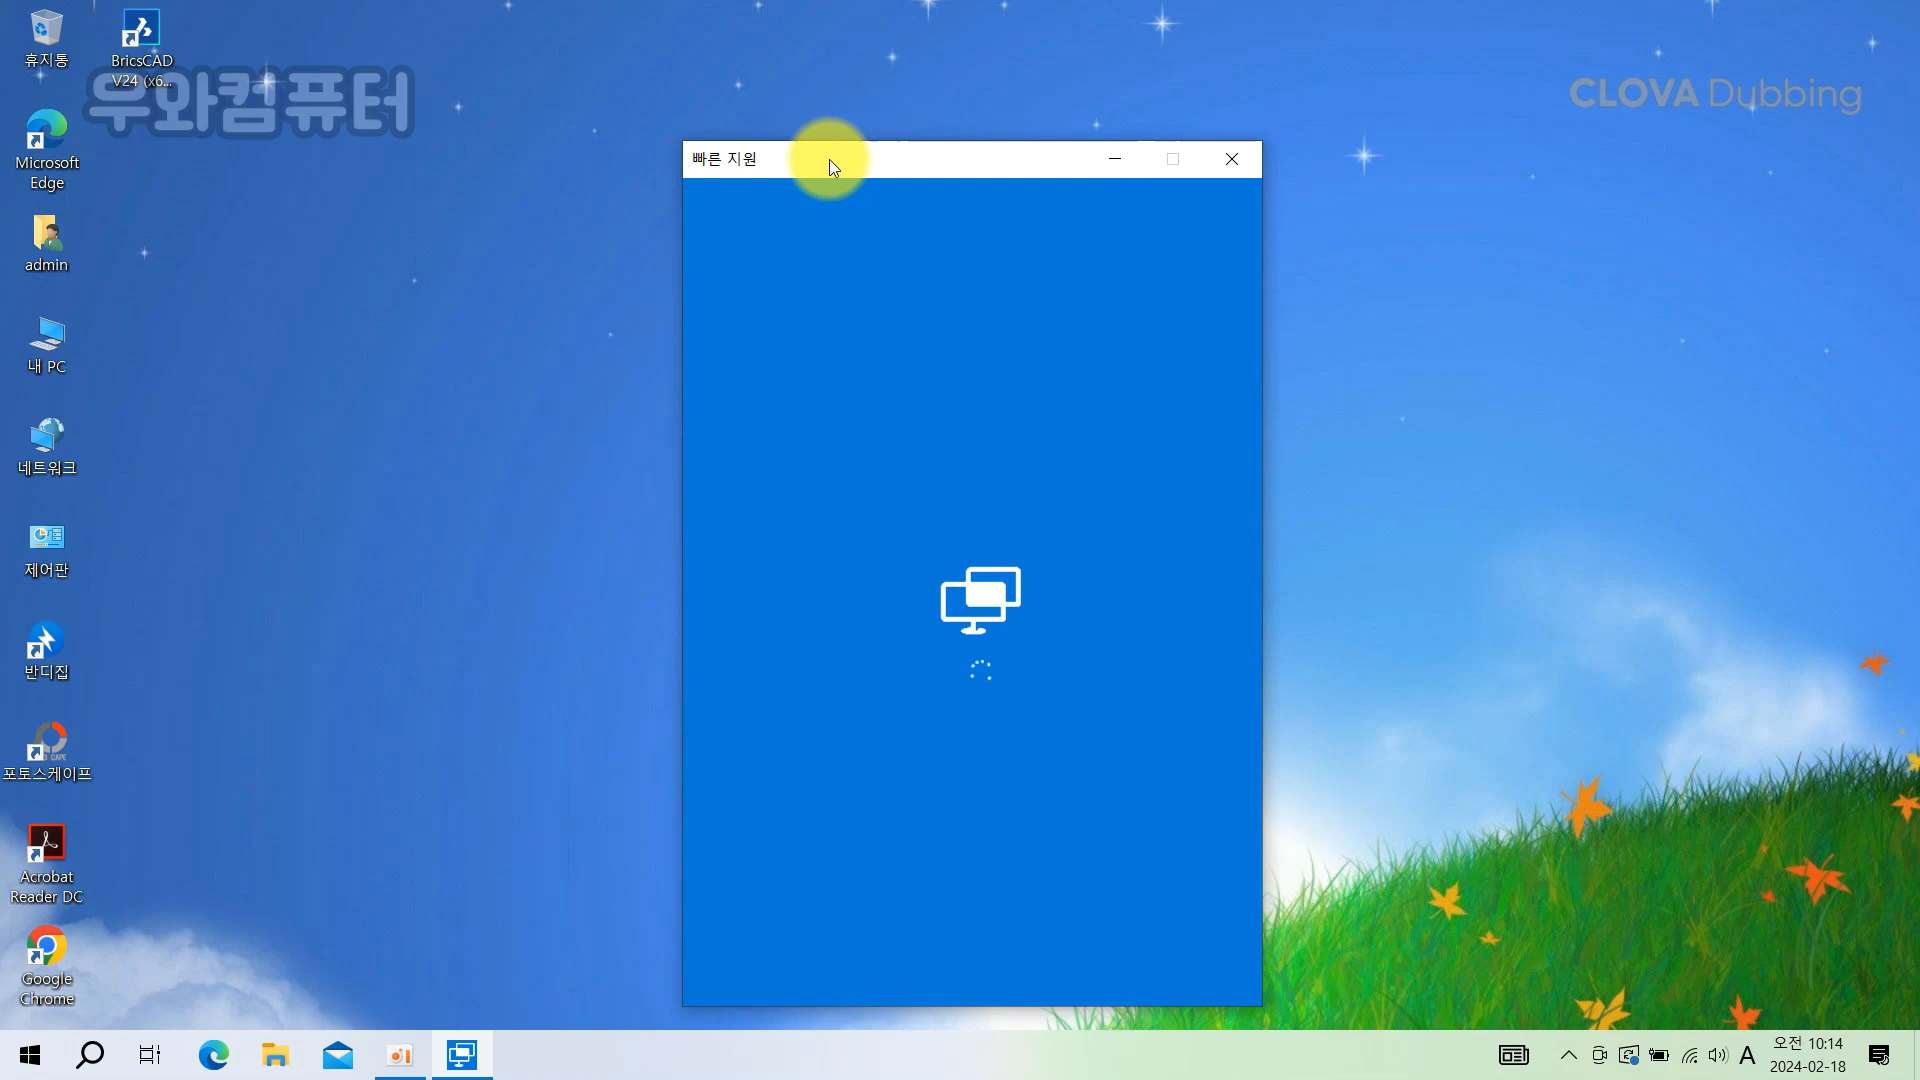 휴지통
BricsCAD
V24 (x6...
우와컴퓨터
CLOVA Dubbing
Microsoft
Edge
빠른 지원
admin
내 PC
네트워크
제어판
반디집
포토스케이프
Acrobat
Reader DC
Google
Chrome
A
오전 10:14
2024-02-18